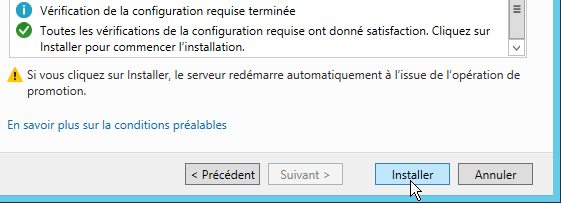 Vérification de la configuration requise terminée
Toutes les vérifications de la configuration requise ont donné satisfaction. Cliquez sur
Installer pour commencer l’installation.
Si vous cliquez sur Installer, le serveur redémarre automatiquement à l’issue de l’opération de
promotion.
En savoir plus sur la conditions préalables
< Précédent
Suivant >
Installer
Annuler